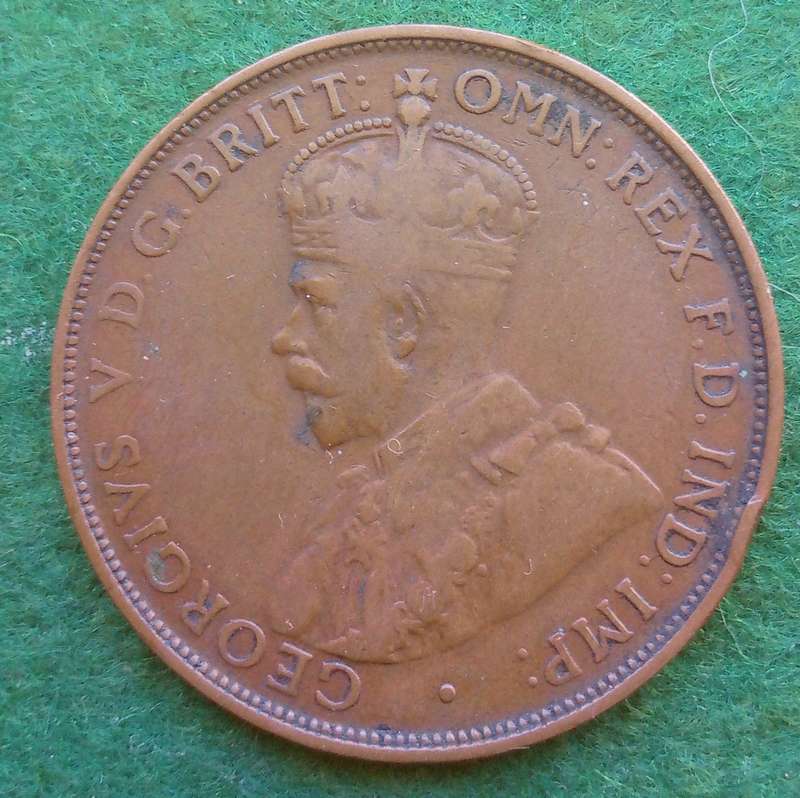 GEORGIVS V D. G. BRITT: OMN: REX F. D. IND: IMP: